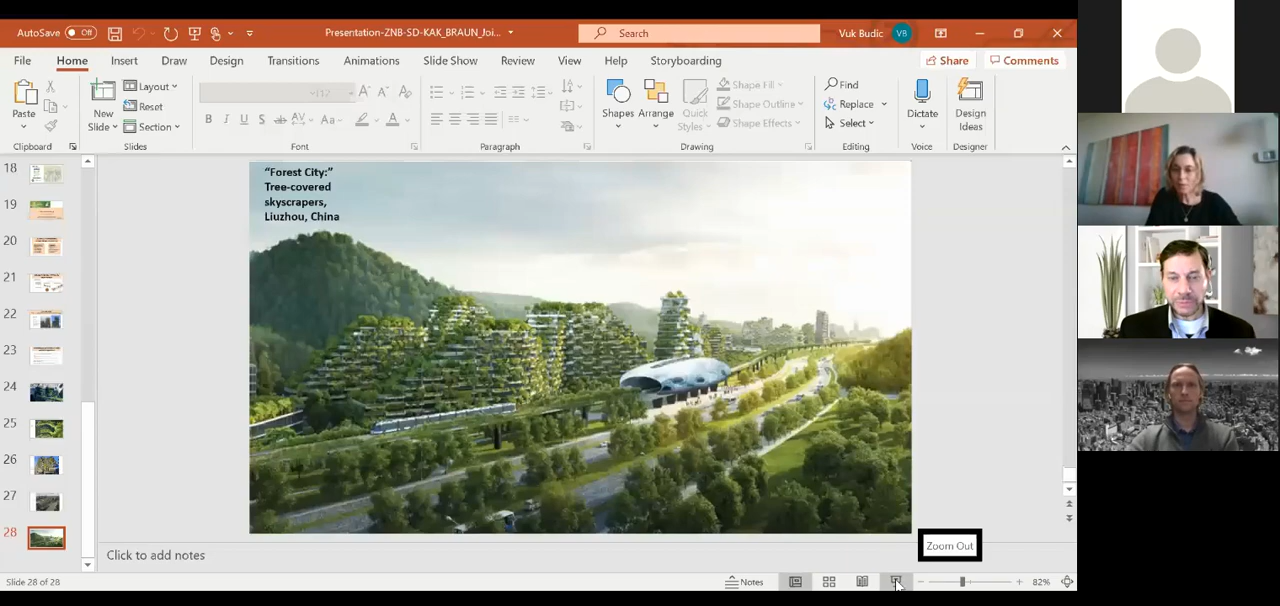 AutoSave Off
Presentation-ZNB-SD-KAK_BRAUN_Joi...
Search
Vuk Budic VB
File Home Insert Draw Design Transitions Animations Slide Show Review View Help Storyboarding
Share Comments
Paste
New
Slide
Layout
Reset
Section
Shapes Arrange Quick
Styles
Shape Fill
Shape Outline
Shape Effects
Find
Replace
Select
Dictate
Design
Ideas
Clipboard Slides Font Paragraph Drawing Editing Voice Designer
18
19
20
21
22
23
24
25
26
27
28
“Forest City:”
Tree-covered
skyscrapers,
Liuzhou, China
Zoom Out
Click to add notes
Slide 28 of 28
Notes
82%